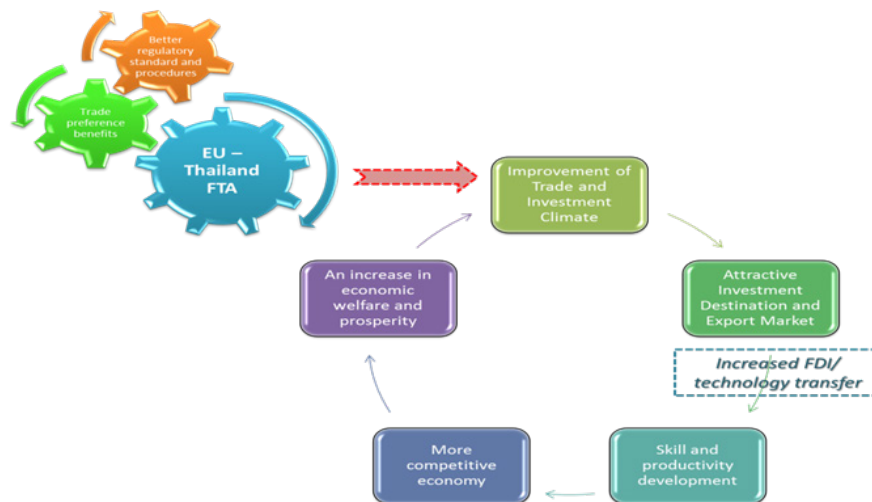 Better
regulatory
standard and
procedures
Trade
preference
benefits
EU –
Thailand
FTA
Improvement of
Trade and
Investment
Climate
Attractive
Investment
Destination and
Export Market
Increased FDI/
technology transfer
Skill and
productivity
development
More
competitive
economy
An increase in
economic
welfare and
prosperity